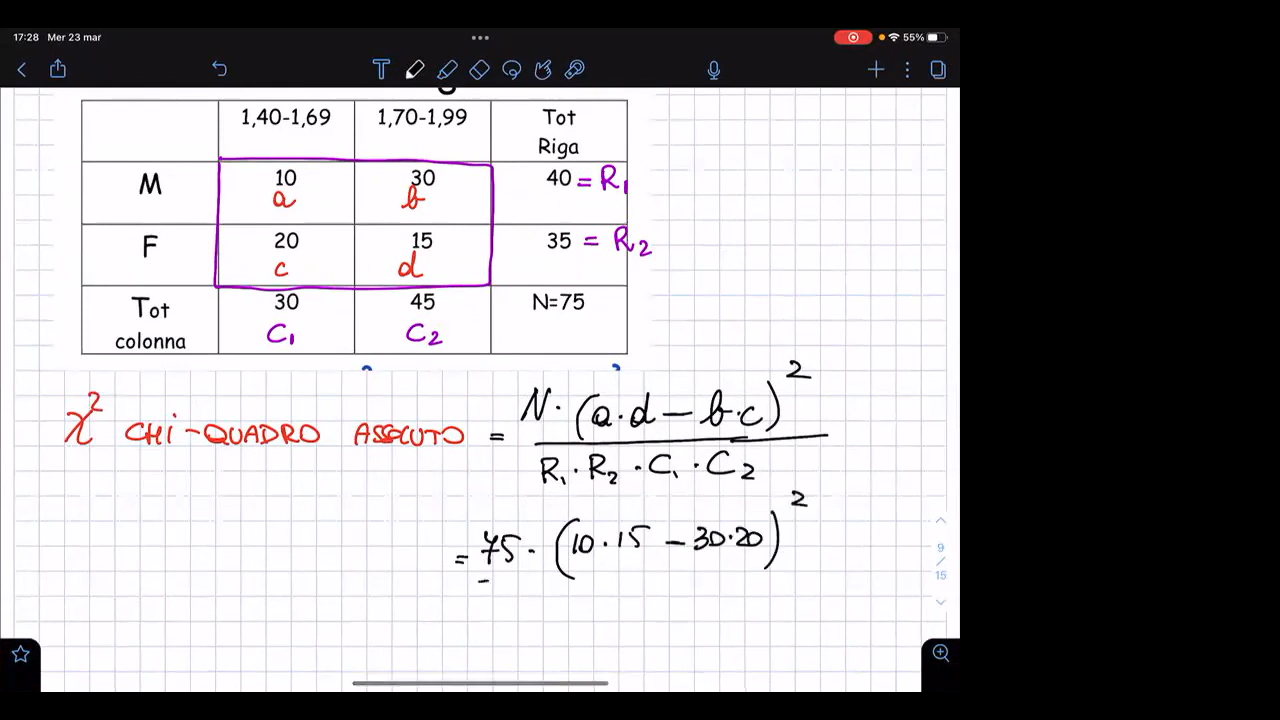 17:28 Mer 23 mar
55%
1,40-1,69 1,70-1,99 Tot Riga
M 10 30 40 = R₁
a b
F 20 15 35 = R₂
c d
Tot colonna 30 45 N=75
C₁ C₂
χ² CHI-QUADRO ASSOLUTO = N·(a·d − b·c)²
R₁·R₂·C₁·C₂
= 75·(10·15 − 30·20)²
9
/
15